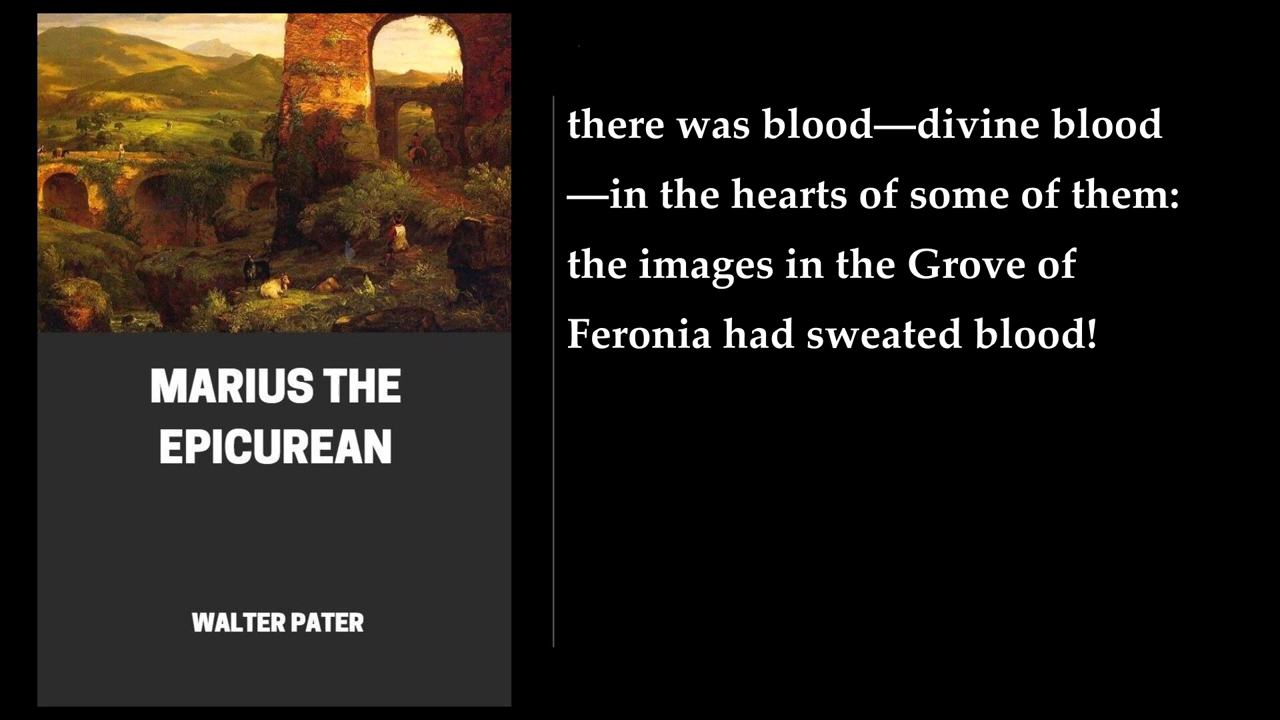 MARIUS THE
EPICUREAN
WALTER PATER
there was blood—divine blood
—in the hearts of some of them:
the images in the Grove of
Feronia had sweated blood!